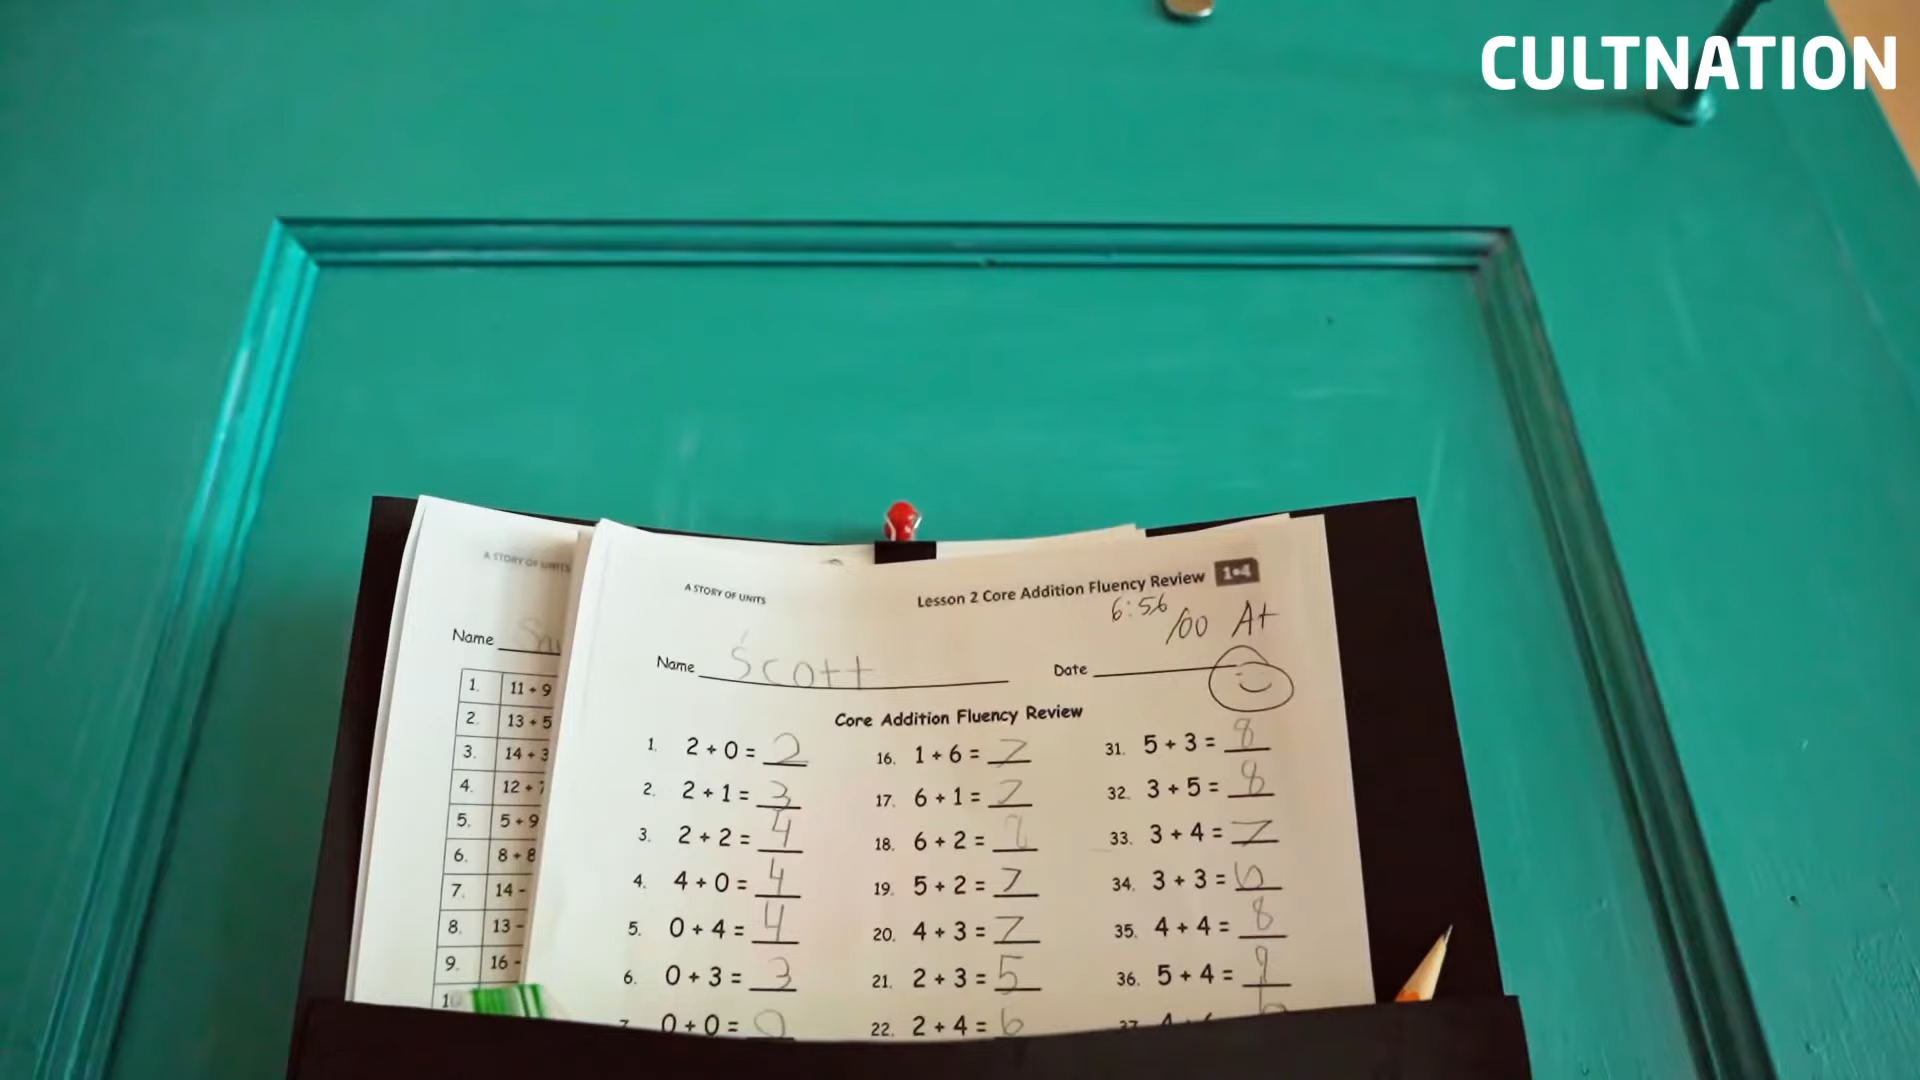 CULTNATION
A STORY OF UNITS
Name
1. 11 + 9
2. 13 + 5
3. 14 + 3
4. 12 + 7
5. 5 + 9
6. 8 + 8
7. 14 -
8. 13 -
9. 16 -
A STORY OF UNITS
Lesson 2 Core Addition Fluency Review 1•4
6:56
100 A+
Name Scott
Date
Core Addition Fluency Review
1. 2 + 0 = 2
2. 2 + 1 = 3
3. 2 + 2 = 4
4. 4 + 0 = 4
5. 0 + 4 = 4
6. 0 + 3 = 3
7. 0 + 0 = 0
16. 1 + 6 = 7
17. 6 + 1 = 7
18. 6 + 2 = 8
19. 5 + 2 = 7
20. 4 + 3 = 7
21. 2 + 3 = 5
22. 2 + 4 = 6
31. 5 + 3 = 8
32. 3 + 5 = 8
33. 3 + 4 = 7
34. 3 + 3 = 6
35. 4 + 4 = 8
36. 5 + 4 = 9